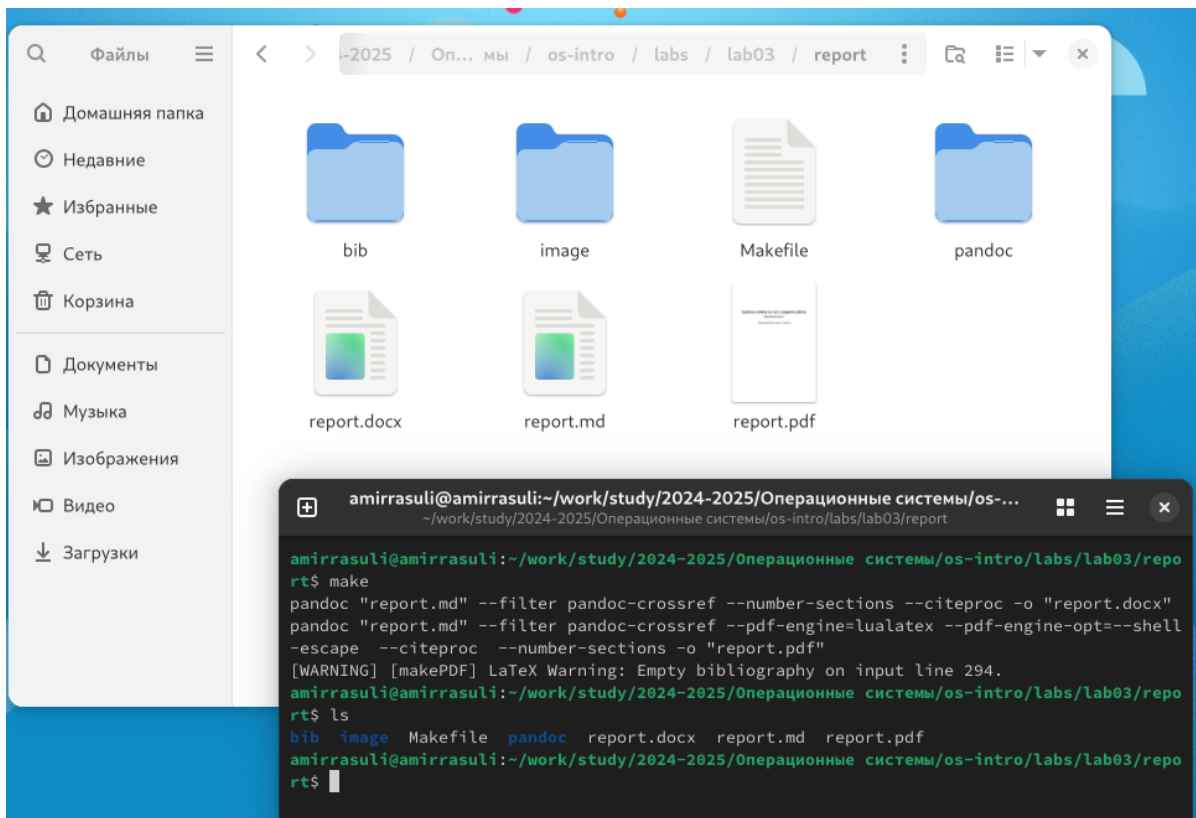 Файлы
-2025 / Оп... мы / os-intro / labs / lab03 / report
Домашняя папка
Недавние
Избранные
Сеть
Корзина
Документы
Музыка
Изображения
Видео
Загрузки
bib
image
Makefile
pandoc
report.docx
report.md
report.pdf
amirrasuli@amirrasuli:~/work/study/2024-2025/Операционные системы/os-...
~/work/study/2024-2025/Операционные системы/os-intro/labs/lab03/report
amirrasuli@amirrasuli:~/work/study/2024-2025/Операционные системы/os-intro/labs/lab03/repo
rt$ make
pandoc "report.md" --filter pandoc-crossref --number-sections --citeproc -o "report.docx"
pandoc "report.md" --filter pandoc-crossref --pdf-engine=lualatex --pdf-engine-opt=--shell
-escape  --citeproc  --number-sections -o "report.pdf"
[WARNING] [makePDF] LaTeX Warning: Empty bibliography on input line 294.
amirrasuli@amirrasuli:~/work/study/2024-2025/Операционные системы/os-intro/labs/lab03/repo
rt$ ls
bib  image  Makefile  pandoc  report.docx  report.md  report.pdf
amirrasuli@amirrasuli:~/work/study/2024-2025/Операционные системы/os-intro/labs/lab03/repo
rt$